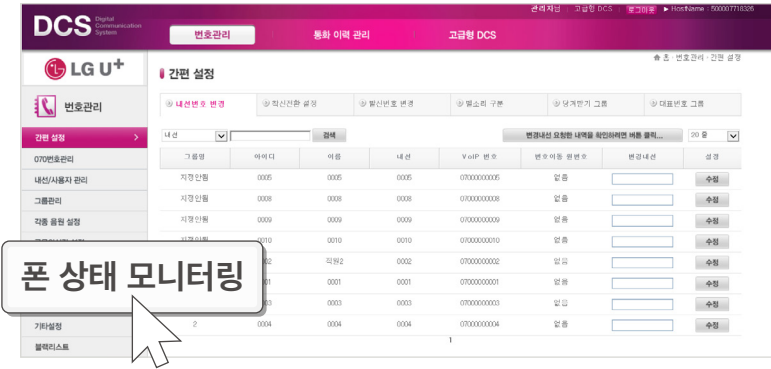 관리자님 | 고급형 DCS | 로그아웃 ▶ HostName : 500007718326
DCS Digital Communication System
번호관리 통화 이력 관리 고급형 DCS
LG U+
홈 · 번호관리 · 간편 설정
간편 설정
번호관리
내선번호 변경 착신전환 설정 발신번호 변경 벨소리 구분 당겨받기 그룹 대표번호 그룹
간편 설정 >
내선 검색 변경내선 요청한 내역을 확인하려면 버튼 클릭... 20 줄
070번호관리
그룹명 아이디 이름 내선 VoIP 번호 번호이동 원번호 변경내선 설정
내선/사용자 관리
지정안됨 0005 0005 0005 07000000005 없음 수정
그룹관리
지정안됨 0008 0008 0008 07000000008 없음 수정
각종 음원 설정
지정안됨 0009 0009 0009 07000000009 없음 수정
지정안됨 0010 0010 0010 07000000010 없음 수정
직원2 0002 07000000002 없음 수정
폰 상태 모니터링
0001 0001 07000000001 없음 수정
0003 0003 07000000003 없음 수정
기타설정
2 0004 0004 0004 07000000004 없음 수정
블랙리스트
1